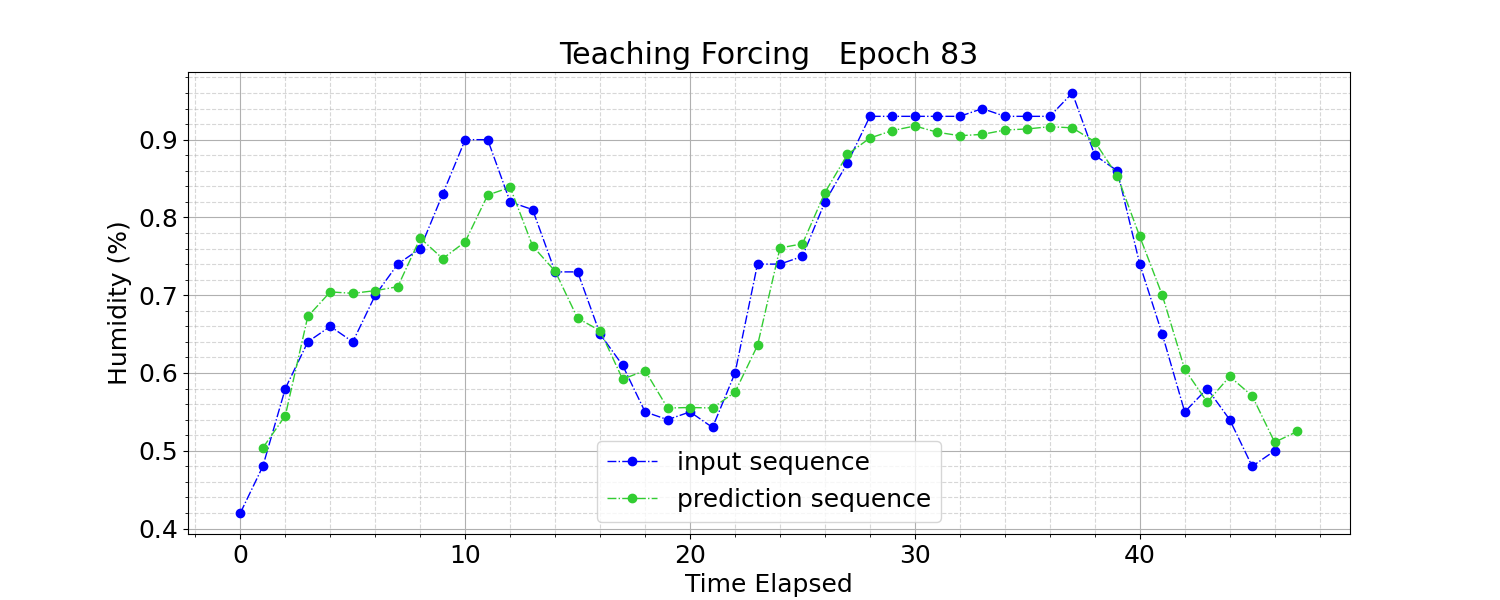 Teaching Forcing   Epoch 83
Humidity (%)
0.9
0.8
0.7
0.6
0.5
0.4
input sequence
prediction sequence
0 10 20 30 40
Time Elapsed